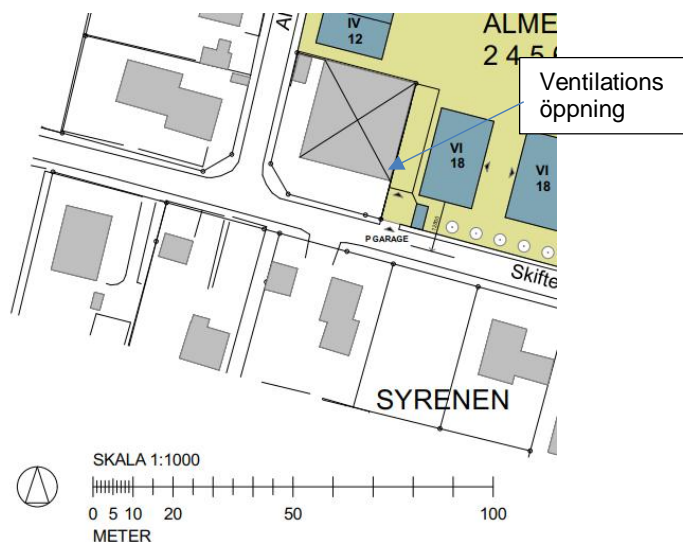 IV
12
ALME
2 4 5 6
Ventilations
öppning
VI
18
VI
18
P GARAGE
Skifte
SYRENEN
SKALA 1:1000
0 5 10 20 50 100
METER